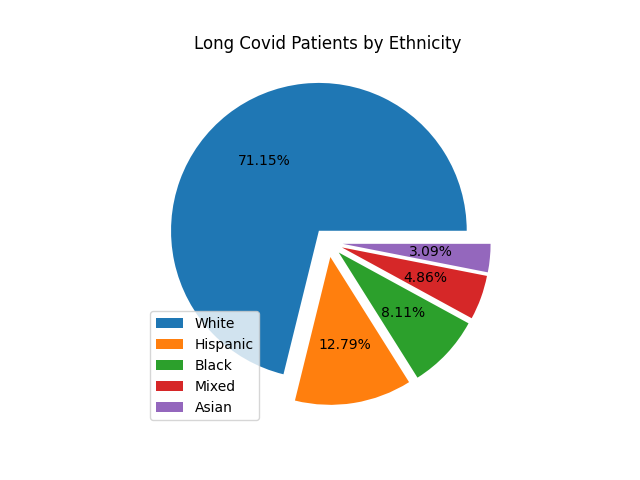 Long Covid Patients by Ethnicity
71.15%
3.09%
4.86%
8.11%
12.79%
White
Hispanic
Black
Mixed
Asian